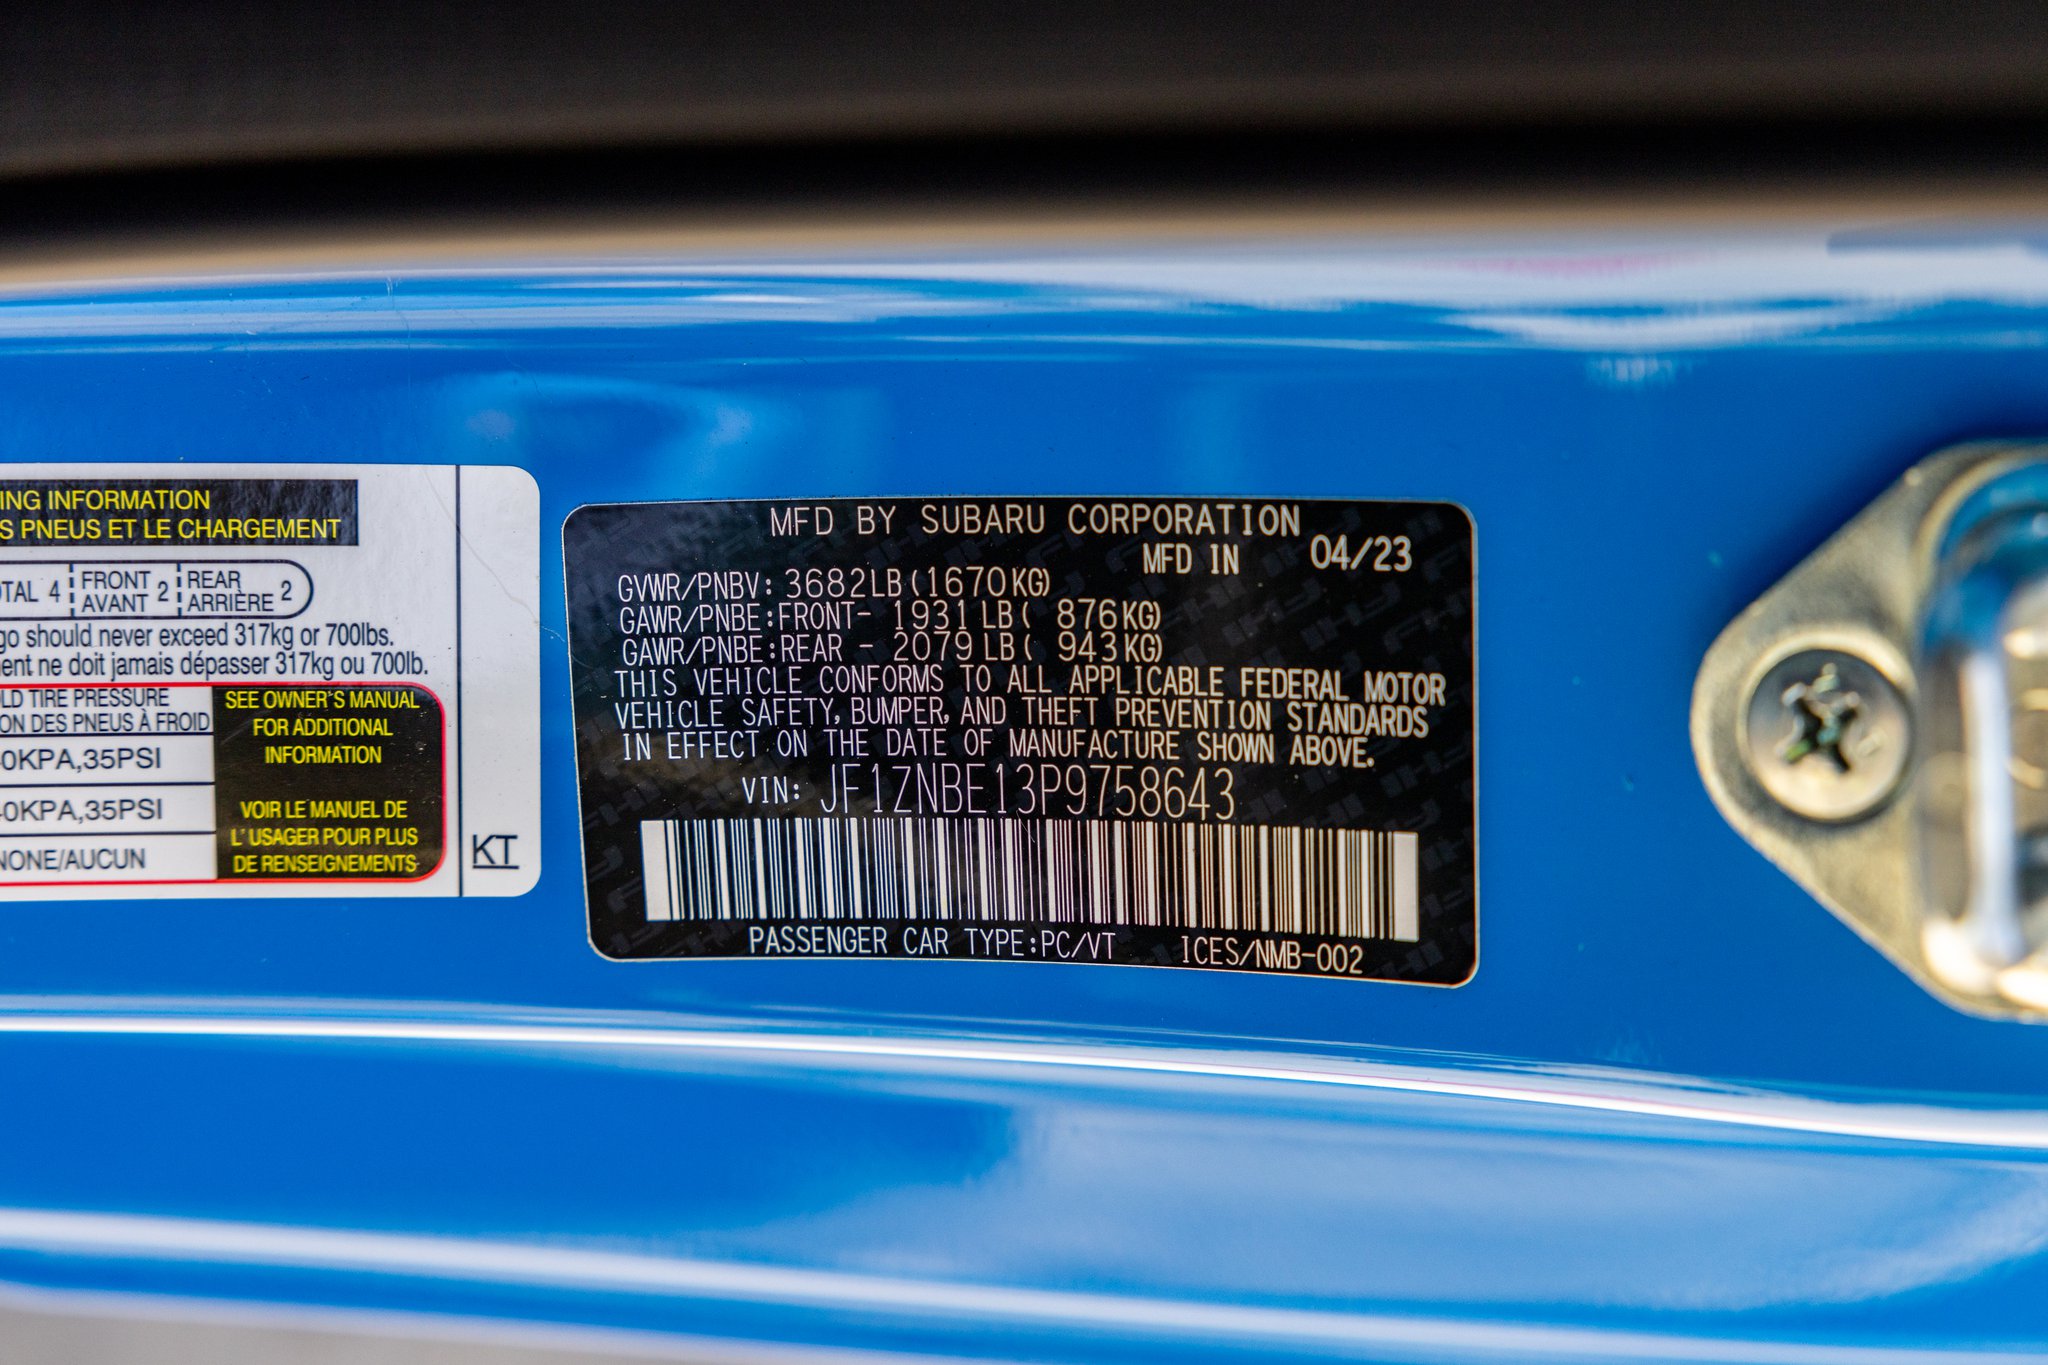 ING INFORMATION
S PNEUS ET LE CHARGEMENT
OTAL 4 FRONT AVANT 2 REAR ARRIÈRE 2
go should never exceed 317kg or 700lbs.
ent ne doit jamais dépasser 317kg ou 700lb.
OLD TIRE PRESSURE
ION DES PNEUS À FROID
0KPA,35PSI
0KPA,35PSI
NONE/AUCUN
SEE OWNER'S MANUAL
FOR ADDITIONAL
INFORMATION
VOIR LE MANUEL DE
L' USAGER POUR PLUS
DE RENSEIGNEMENTS
KT
MFD BY SUBARU CORPORATION
MFD IN 04/23
GVWR/PNBV: 3682LB(1670KG)
GAWR/PNBE:FRONT- 1931LB( 876KG)
GAWR/PNBE:REAR - 2079LB( 943KG)
THIS VEHICLE CONFORMS TO ALL APPLICABLE FEDERAL MOTOR
VEHICLE SAFETY, BUMPER, AND THEFT PREVENTION STANDARDS
IN EFFECT ON THE DATE OF MANUFACTURE SHOWN ABOVE.
VIN: JF1ZNBE13P9758643
PASSENGER CAR TYPE:PC/VT ICES/NMB-002